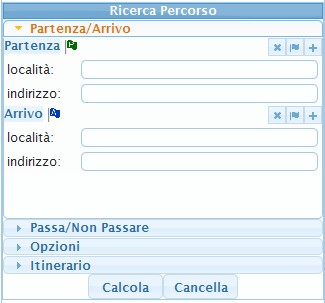 Ricerca Percorso
Partenza/Arrivo
Partenza
località:
indirizzo:
Arrivo
località:
indirizzo:
Passa/Non Passare
Opzioni
Itinerario
Calcola Cancella